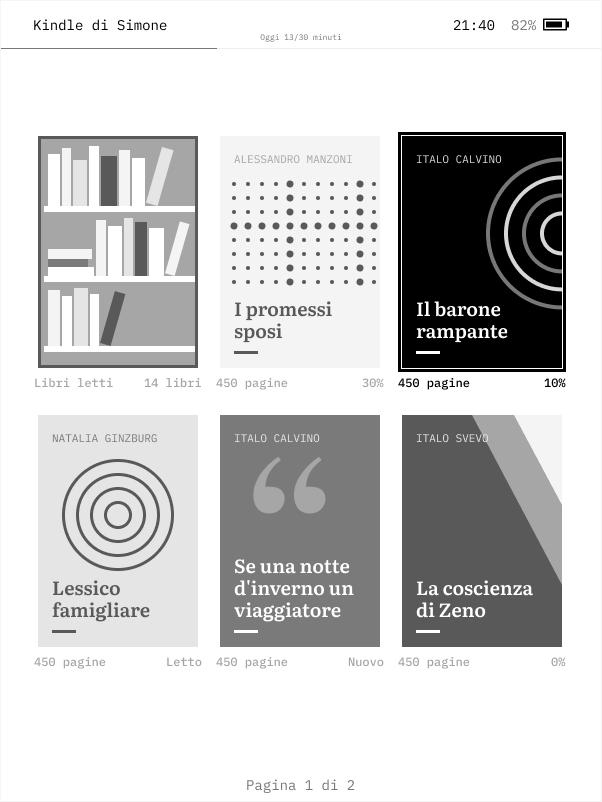 Kindle di Simone
Oggi 13/30 minuti
21:40
82%
Libri letti
14 libri
ALESSANDRO MANZONI
I promessi
sposi
450 pagine
30%
ITALO CALVINO
Il barone
rampante
450 pagine
10%
NATALIA GINZBURG
Lessico
famigliare
450 pagine
Letto
ITALO CALVINO
“
Se una notte
d'inverno un
viaggiatore
450 pagine
Nuovo
ITALO SVEVO
La coscienza
di Zeno
450 pagine
0%
Pagina 1 di 2